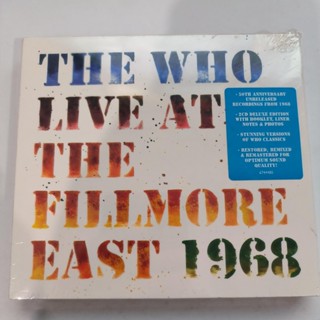 THE WHO
LIVE AT
THE
FILLMORE
EAST 1968
• 50TH ANNIVERSARY
UNRELEASED
RECORDINGS FROM 1968
• 2CD DELUXE EDITION
WITH BOOKLET, LINER
NOTES & PHOTOS
• STUNNING VERSIONS
OF WHO CLASSICS
• RESTORED, REMIXED
& REMASTERED FOR
OPTIMUM SOUND
QUALITY!